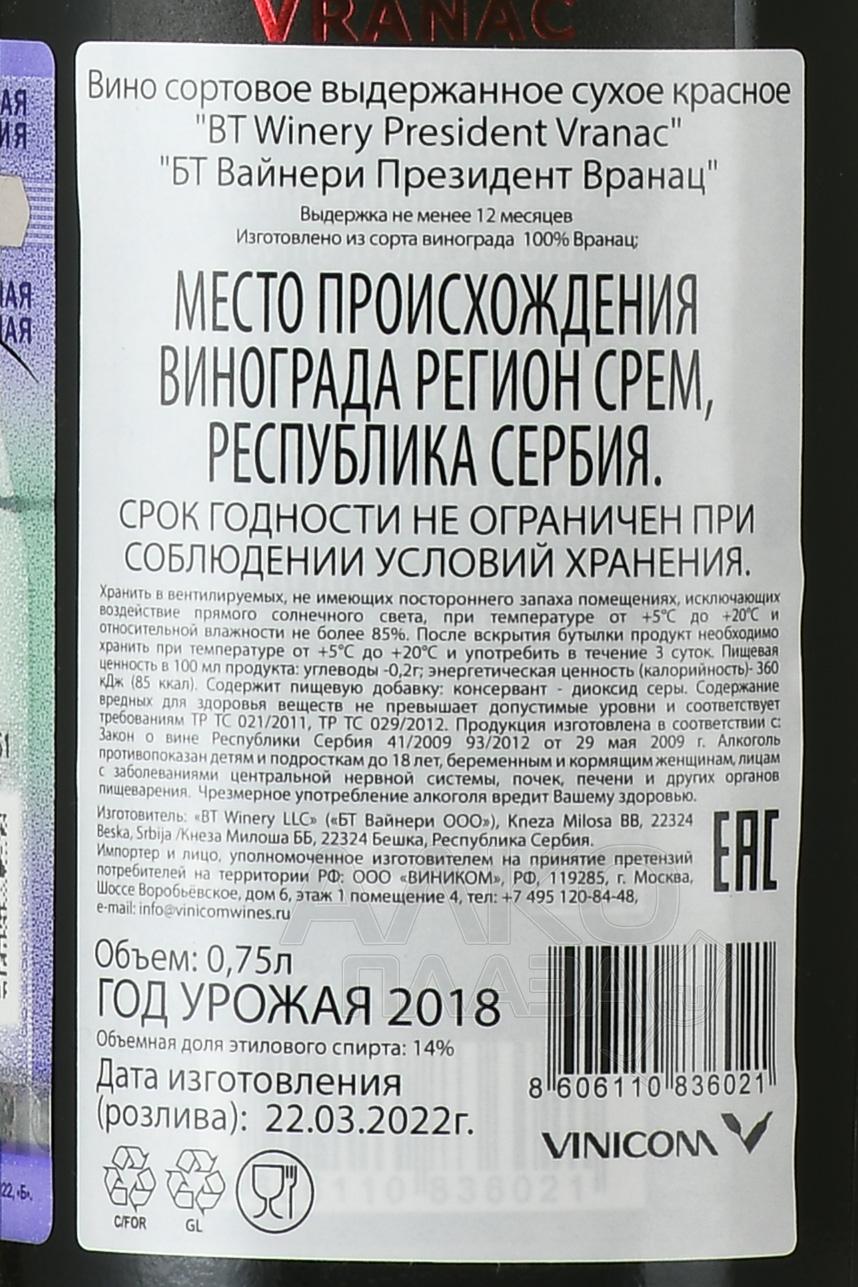 VRANAC
Вино сортовое выдержанное сухое красное
"BT Winery President Vranac"
"БТ Вайнери Президент Вранац"
Выдержка не менее 12 месяцев
Изготовлено из сорта винограда 100% Вранац;
МЕСТО ПРОИСХОЖДЕНИЯ
ВИНОГРАДА РЕГИОН СРЕМ,
РЕСПУБЛИКА СЕРБИЯ.
СРОК ГОДНОСТИ НЕ ОГРАНИЧЕН ПРИ
СОБЛЮДЕНИИ УСЛОВИЙ ХРАНЕНИЯ.
Хранить в вентилируемых, не имеющих постороннего запаха помещениях, исключающих
воздействие прямого солнечного света, при температуре от +5°С до +20°С и
относительной влажности не более 85%. После вскрытия бутылки продукт необходимо
хранить при температуре от +5°С до +20°С и употребить в течение 3 суток. Пищевая
ценность в 100 мл продукта: углеводы -0,2г; энергетическая ценность (калорийность)- 360
кДж (85 ккал). Содержит пищевую добавку: консервант - диоксид серы. Содержание
вредных для здоровья веществ не превышает допустимые уровни и соответствует
требованиям ТР ТС 021/2011, ТР ТС 029/2012. Продукция изготовлена в соответствии с:
Закон о вине Республики Сербия 41/2009 93/2012 от 29 мая 2009 г. Алкоголь
противопоказан детям и подросткам до 18 лет, беременным и кормящим женщинам, лицам
с заболеваниями центральной нервной системы, почек, печени и других органов
пищеварения. Чрезмерное употребление алкоголя вредит Вашему здоровью.
Изготовитель: «BT Winery LLC» («БТ Вайнери ООО»), Kneza Milosa BB, 22324
Beska, Srbija /Кнеза Милоша ББ, 22324 Бешка, Республика Сербия.
Импортер и лицо, уполномоченное изготовителем на принятие претензий
потребителей на территории РФ: ООО «ВИНИКОМ», РФ, 119285, г. Москва,
Шоссе Воробьёвское, дом 6, этаж 1 помещение 4, тел: +7 495 120-84-48,
e-mail: info@vinicomwines.ru
EAC
АЛКО
ПЛАЗА
Объем: 0,75л
ГОД УРОЖАЯ 2018
Объемная доля этилового спирта: 14%
Дата изготовления
(розлива): 22.03.2022г.
8 606110 836021
VINICOM
C/FOR
GL